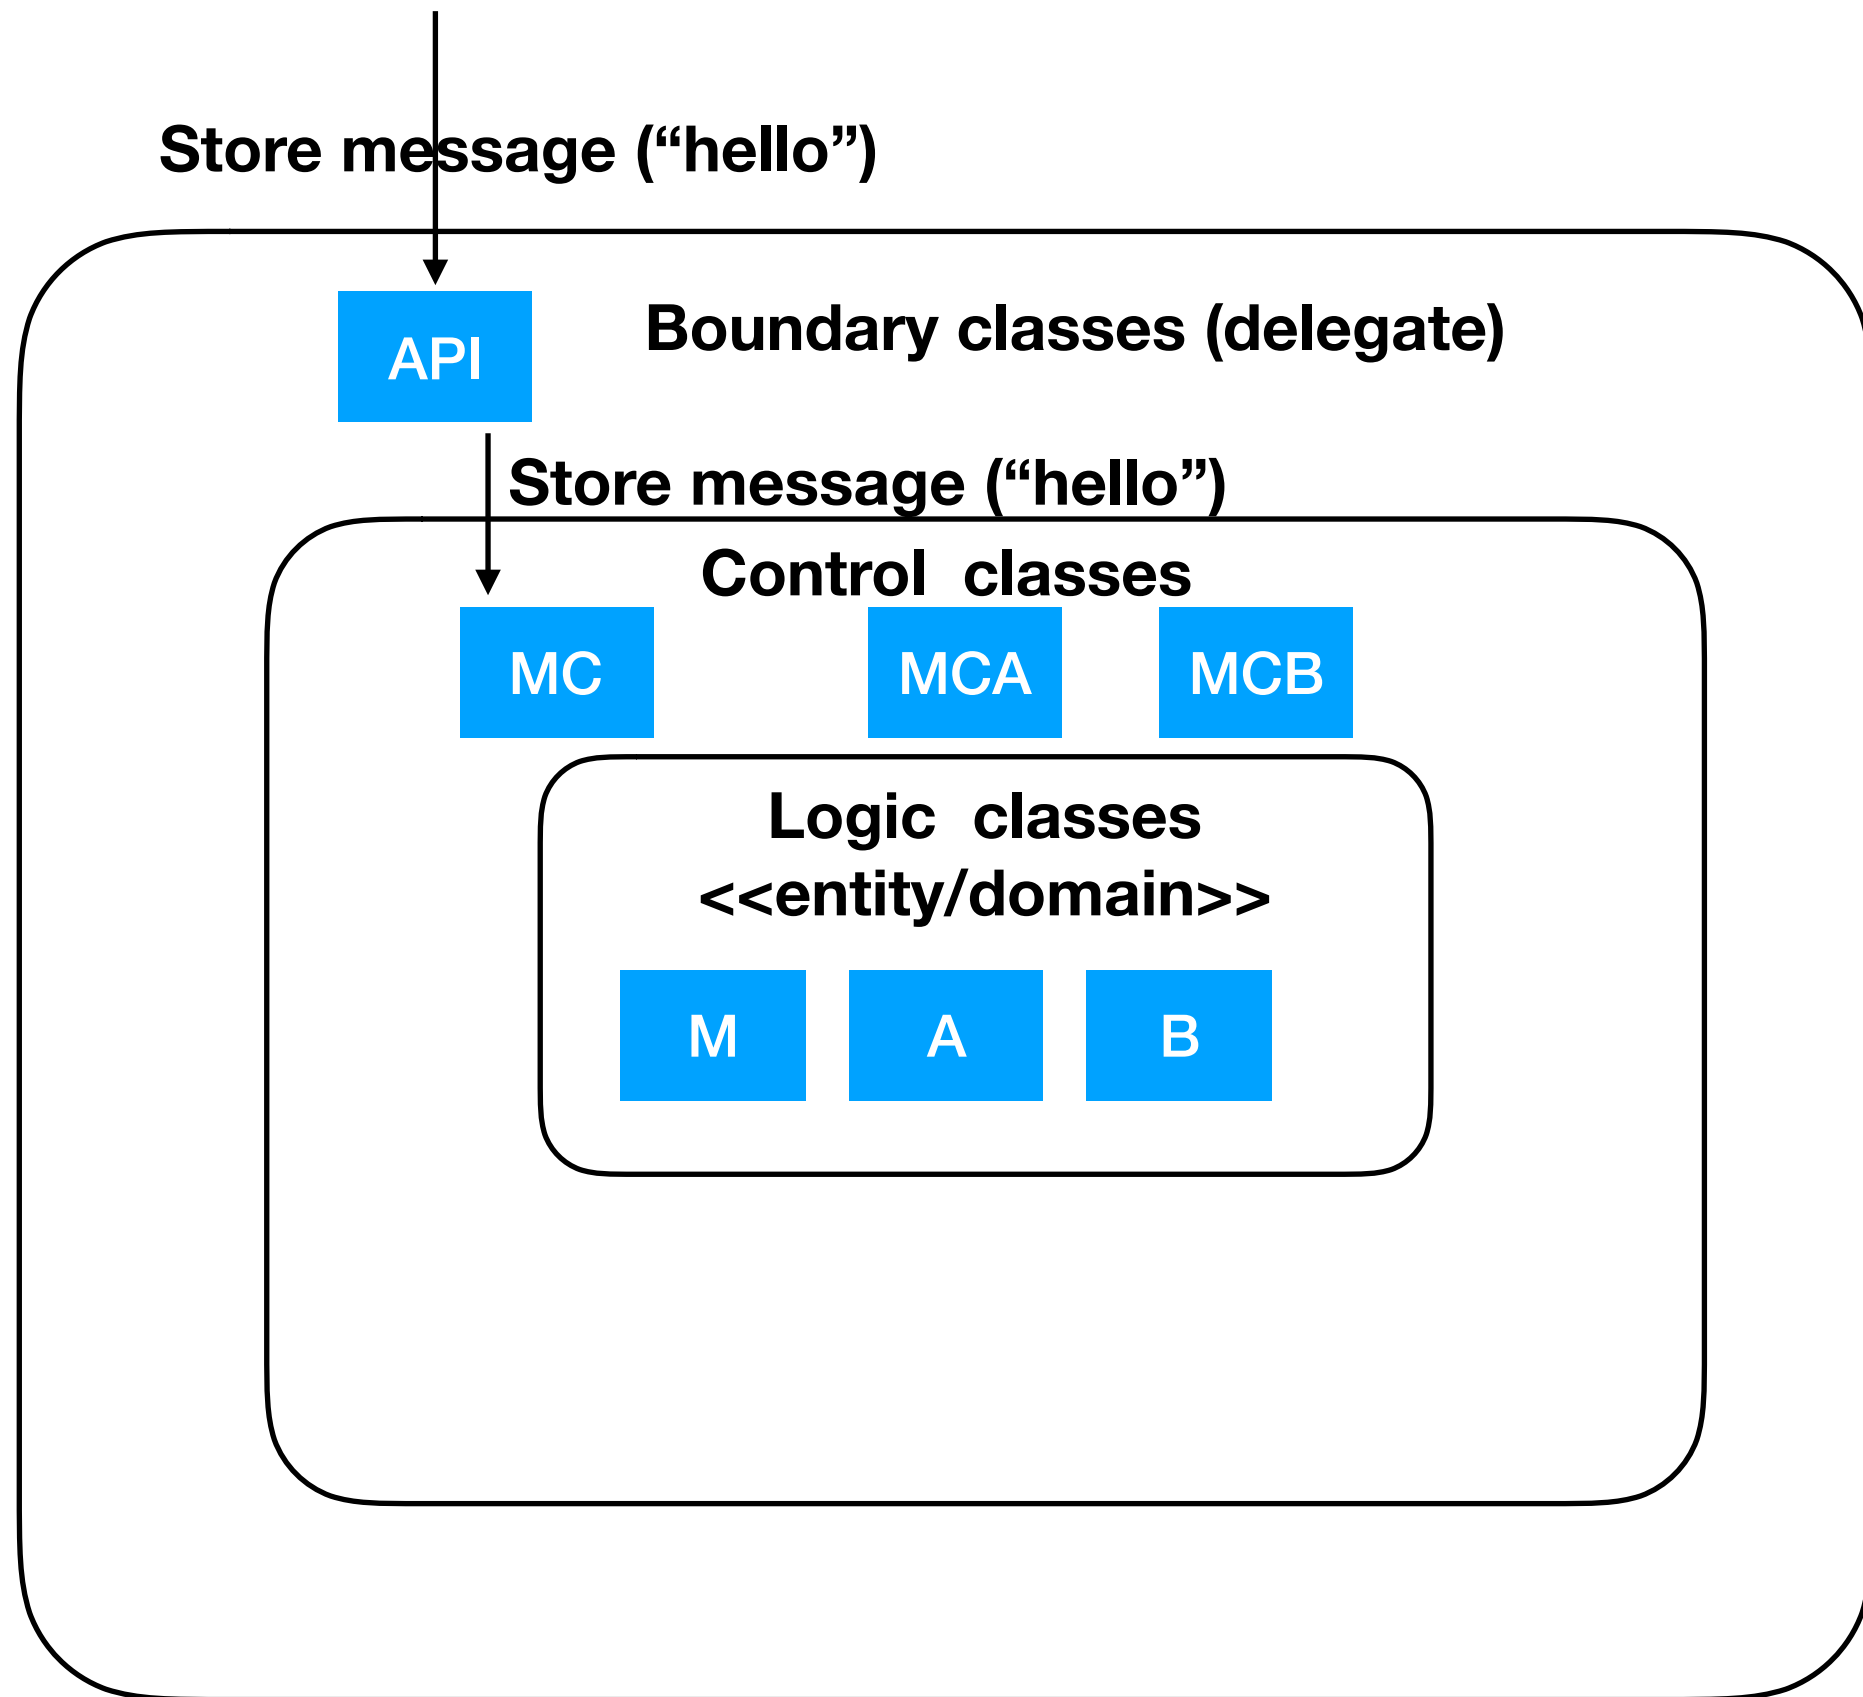 Store message (“hello”)
Boundary classes (delegate)
API
Store message (“hello”)
Control  classes
MC
MCA
MCB
Logic  classes
<<entity/domain>>
M
A
B